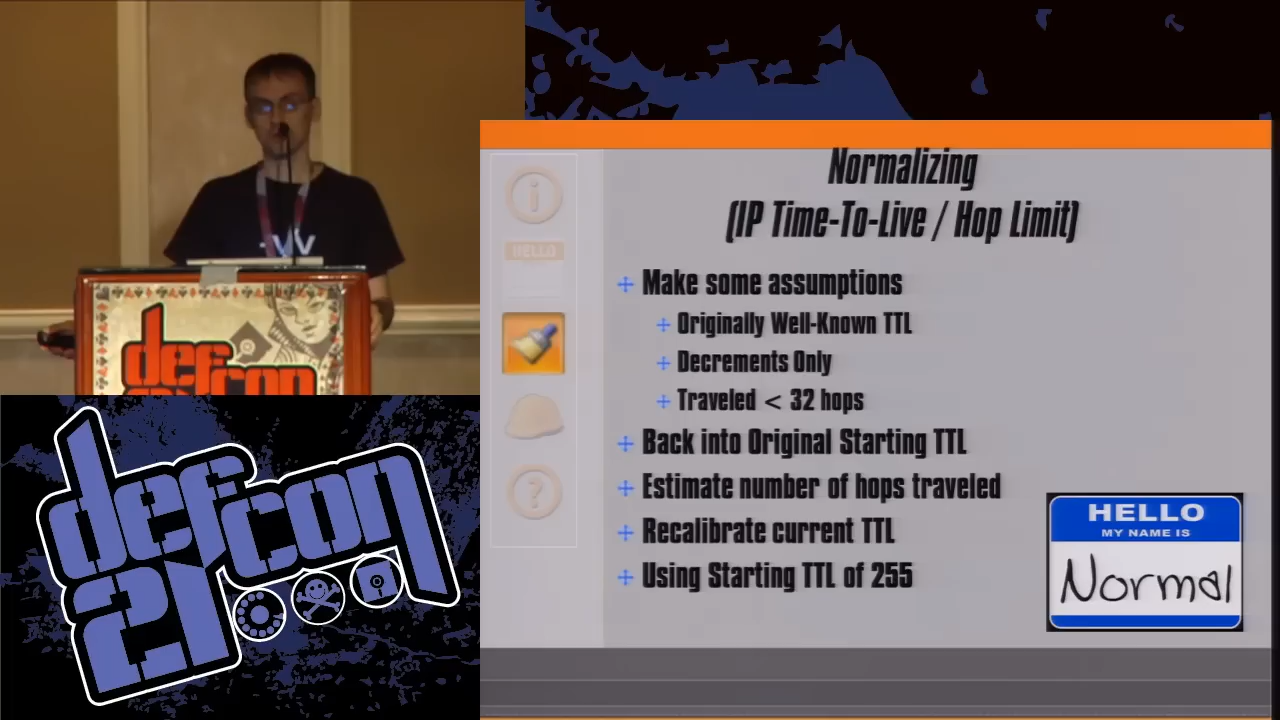 Normalizing
(IP Time-To-Live / Hop Limit)
HELLO
Make some assumptions
Originally Well-Known TTL
Decrements Only
Traveled < 32 hops
Back into Original Starting TTL
Estimate number of hops traveled
Recalibrate current TTL
Using Starting TTL of 255
HELLO
MY NAME IS
Normal
i
?
defcon
defcon
21